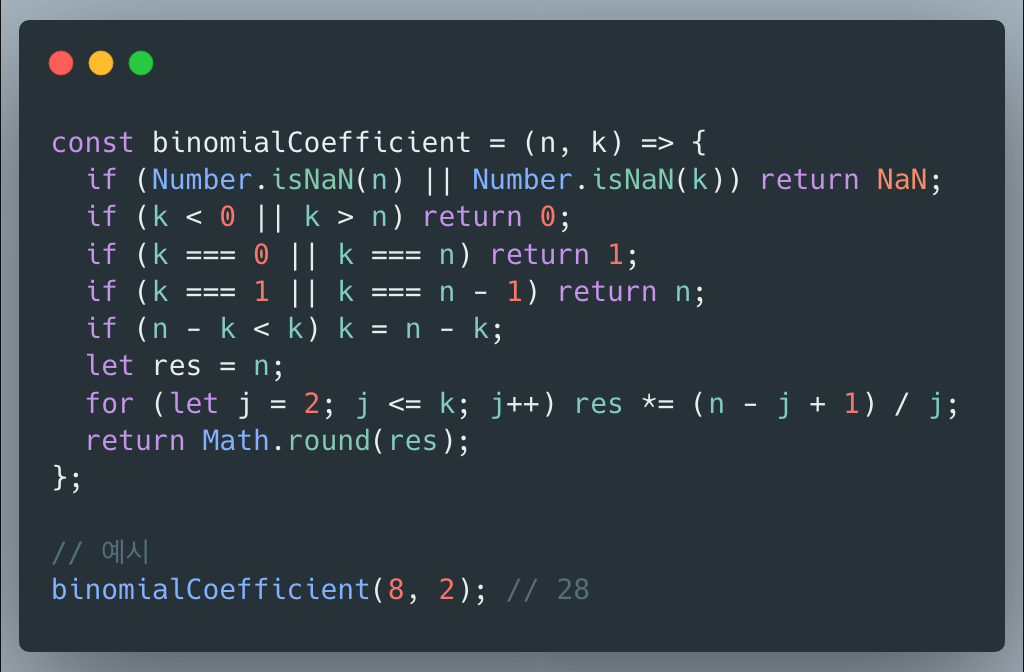 const binomialCoefficient = (n, k) => {
  if (Number.isNaN(n) || Number.isNaN(k)) return NaN;
  if (k < 0 || k > n) return 0;
  if (k === 0 || k === n) return 1;
  if (k === 1 || k === n - 1) return n;
  if (n - k < k) k = n - k;
  let res = n;
  for (let j = 2; j <= k; j++) res *= (n - j + 1) / j;
  return Math.round(res);
};

// 예시
binomialCoefficient(8, 2); // 28